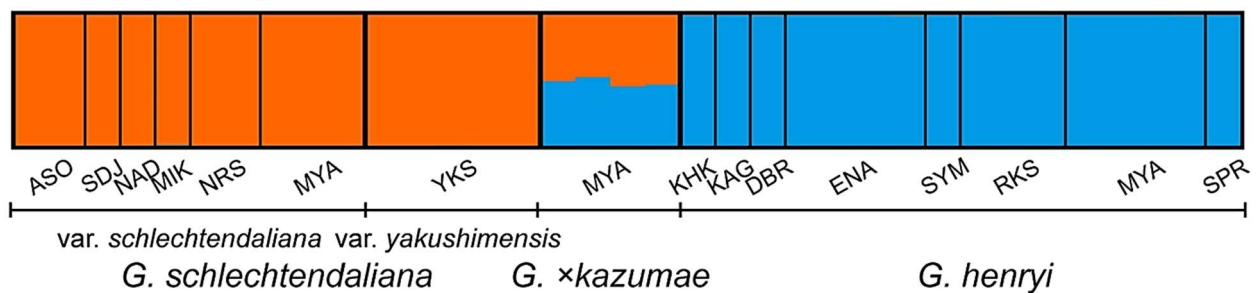 ASO SDJ NAD MIK NRS MYA YKS MYA KHK KAG DBR ENA SYM RKS MYA SPR
var. schlechtendaliana var. yakushimensis
G. schlechtendaliana G. ×kazumae G. henryi